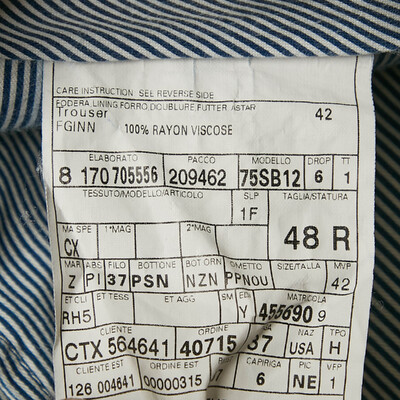 CARE INSTRUCTION SEE REVERSE SIDE
FODERA LINING FORRO DOUBLURE FUTTER ASTAR
Trouser 42
FGINN 100% RAYON VISCOSE
ELABORATO PACCO MODELLO DROP TT
8 170705556 209462 75SB12 6 1
TESSUTO/MODELLO/ARTICOLO SLP TAGLIA/STATURA
1F
MA SPE 1*MAG 2*MAG
CX 48 R
MAR ABS FILO BOTTONE BOT ORN OMETTO SIZE/TALLA MVP
Z PI 37 PSN NZN PPNOU 42
ET CLI ET TESS ET AGG SM EDI MATRCOLA
RH5 Y 455690 9
CLIENTE ORDINE NAZ TPO
CTX 564641 40715 37 USA H
CLIENTE EST ORDINE EST CAPIRIGA PIC VFP
126 004641 00000315 6 NE 1